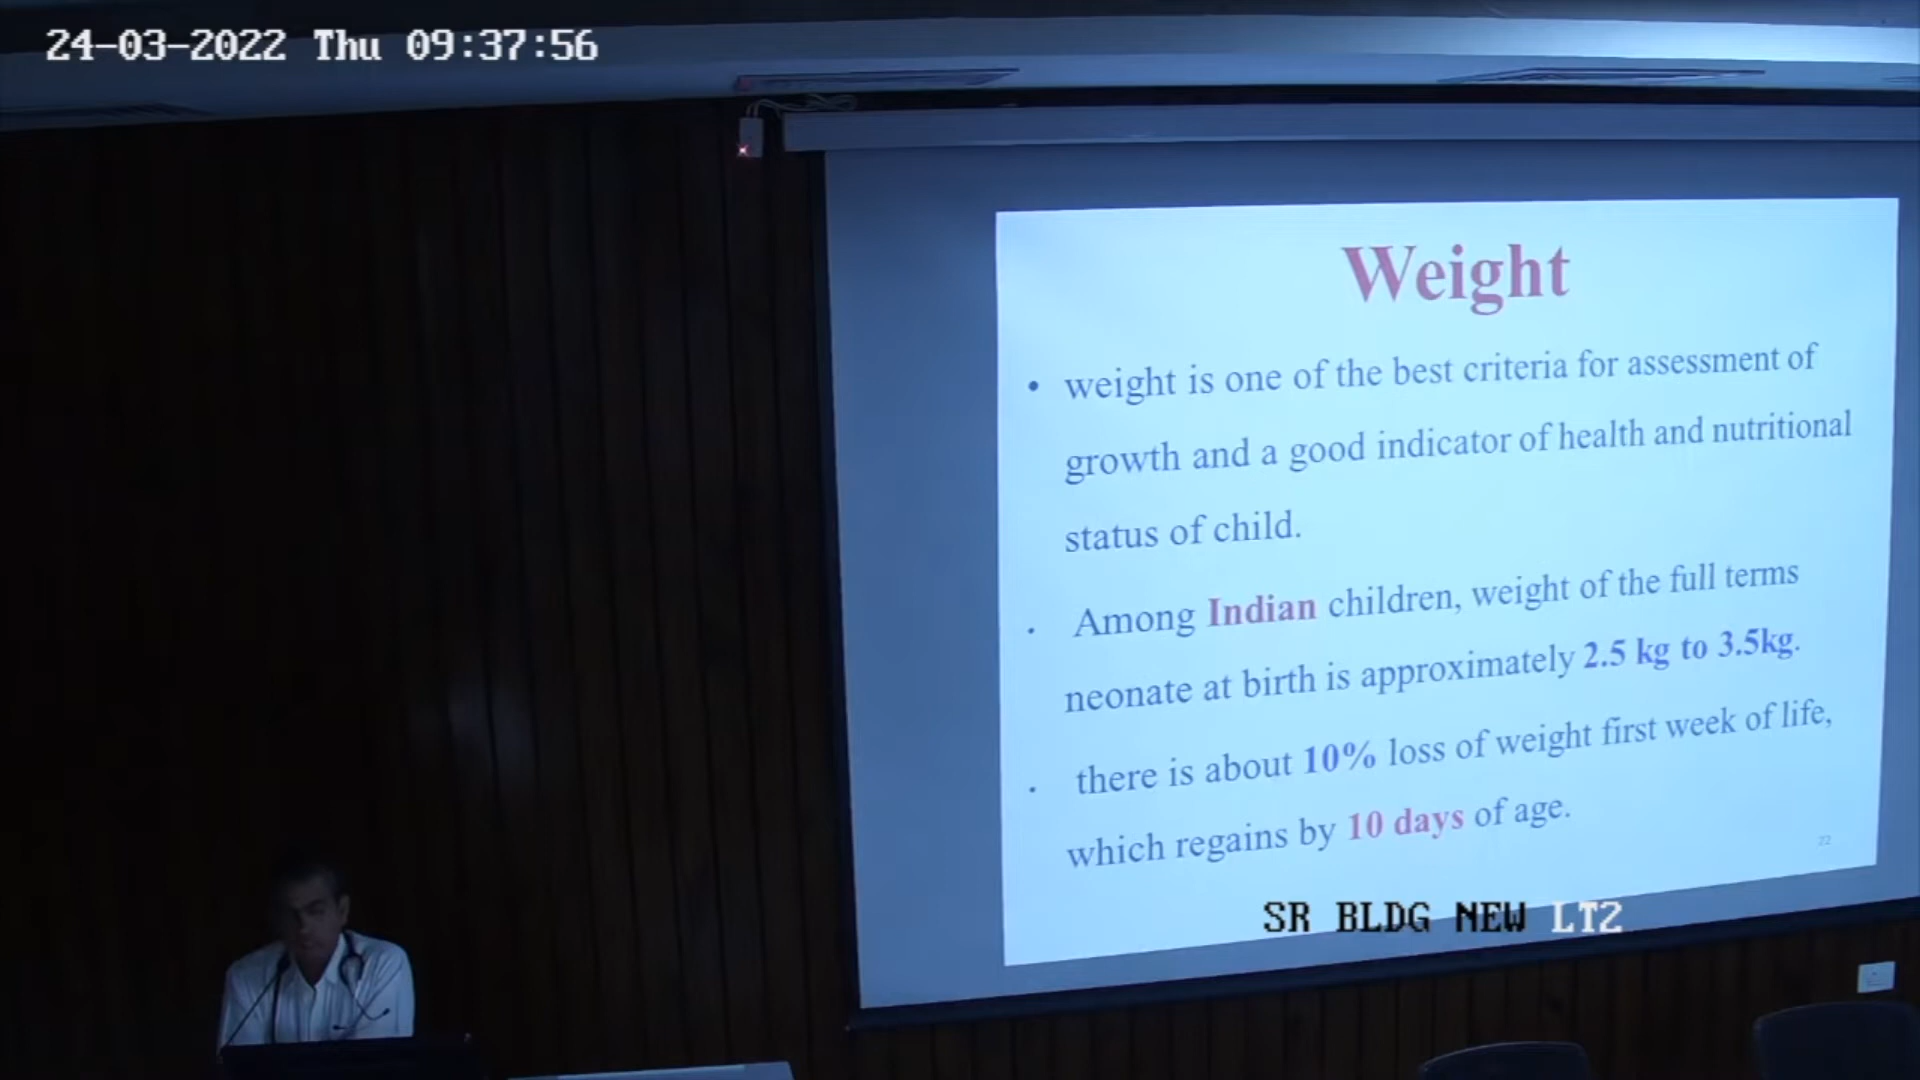 24-03-2022 Thu 09:37:56
Weight
• weight is one of the best criteria for assessment of
growth and a good indicator of health and nutritional
status of child.
. Among Indian children, weight of the full terms
neonate at birth is approximately 2.5 kg to 3.5kg.
. there is about 10% loss of weight first week of life,
which regains by 10 days of age.
22
SR BLDG NEW LT2